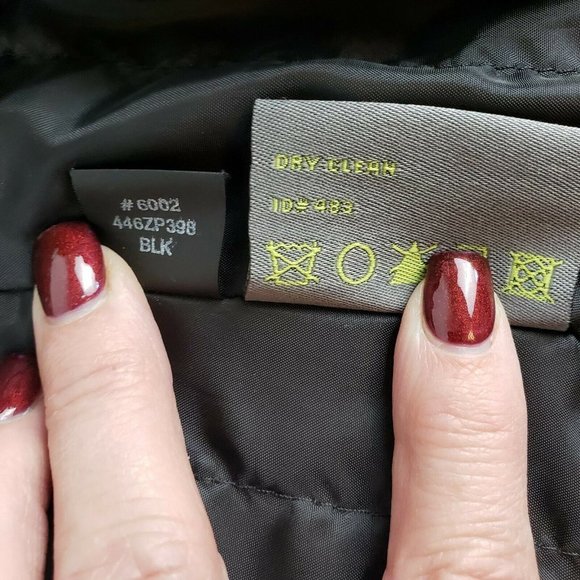 # 6002
446ZP398
BLK
DRY CLEAN
ID# 483